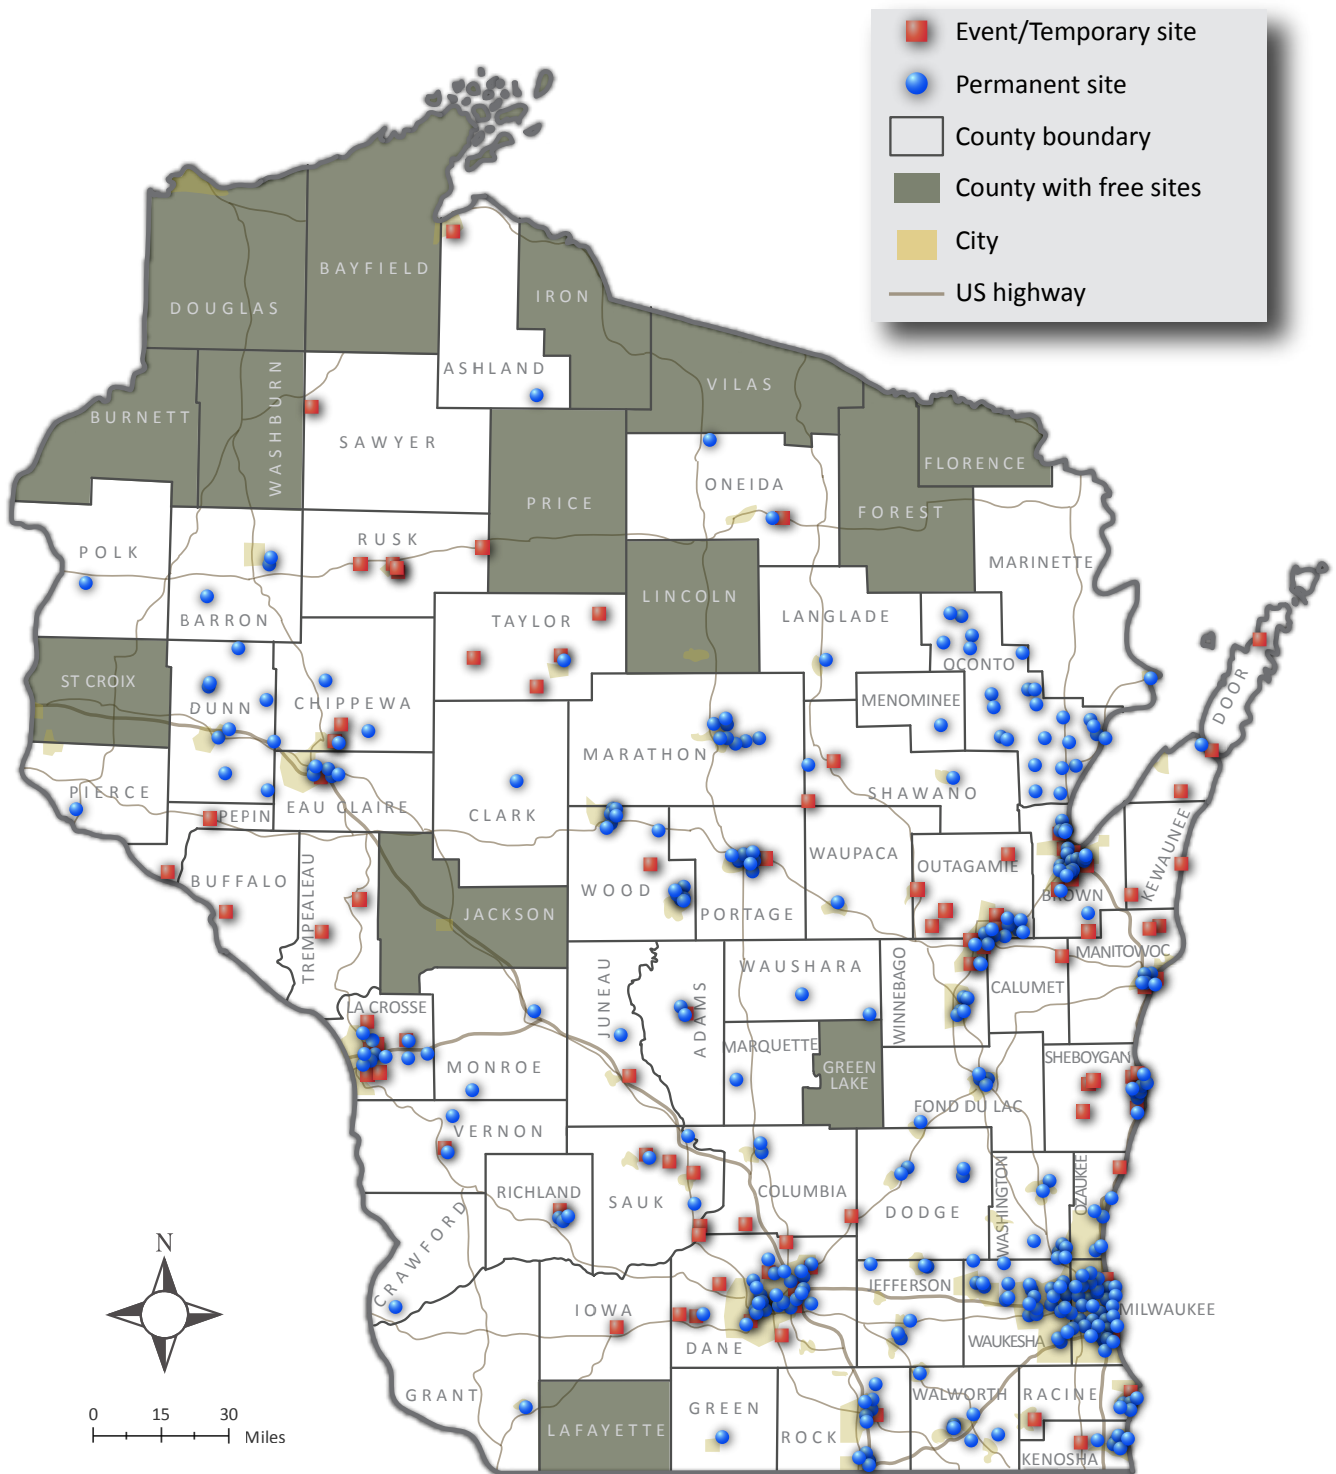 Event/Temporary site
Permanent site
County boundary
County with free sites
City
US highway
BAYFIELD
DOUGLAS
IRON
ASHLAND
VILAS
WASHBURN
BURNETT
SAWYER
FLORENCE
ONEIDA
PRICE
FOREST
RUSK
POLK
MARINETTE
LINCOLN
BARRON
TAYLOR
LANGLADE
OCONTO
ST CROIX
DUNN
CHIPPEWA
MENOMINEE
DOOR
MARATHON
SHAWANO
PIERCE
EAU CLAIRE
PEPIN
CLARK
WAUPACA
OUTAGAMIE
KEWAUNEE
BUFFALO
TREMPEALEAU
WOOD
BROWN
JACKSON
PORTAGE
MANITOWOC
WAUSHARA
WINNEBAGO
CALUMET
LA CROSSE
JUNEAU
ADAMS
MARQUETTE
SHEBOYGAN
MONROE
GREEN
LAKE
FOND DU LAC
VERNON
RICHLAND
SAUK
COLUMBIA
DODGE
WASHINGTON
OZAUKEE
CRAWFORD
N
JEFFERSON
IOWA
MILWAUKEE
DANE
WAUKESHA
GRANT
GREEN
WALWORTH
RACINE
LAFAYETTE
ROCK
KENOSHA
0 15 30
Miles